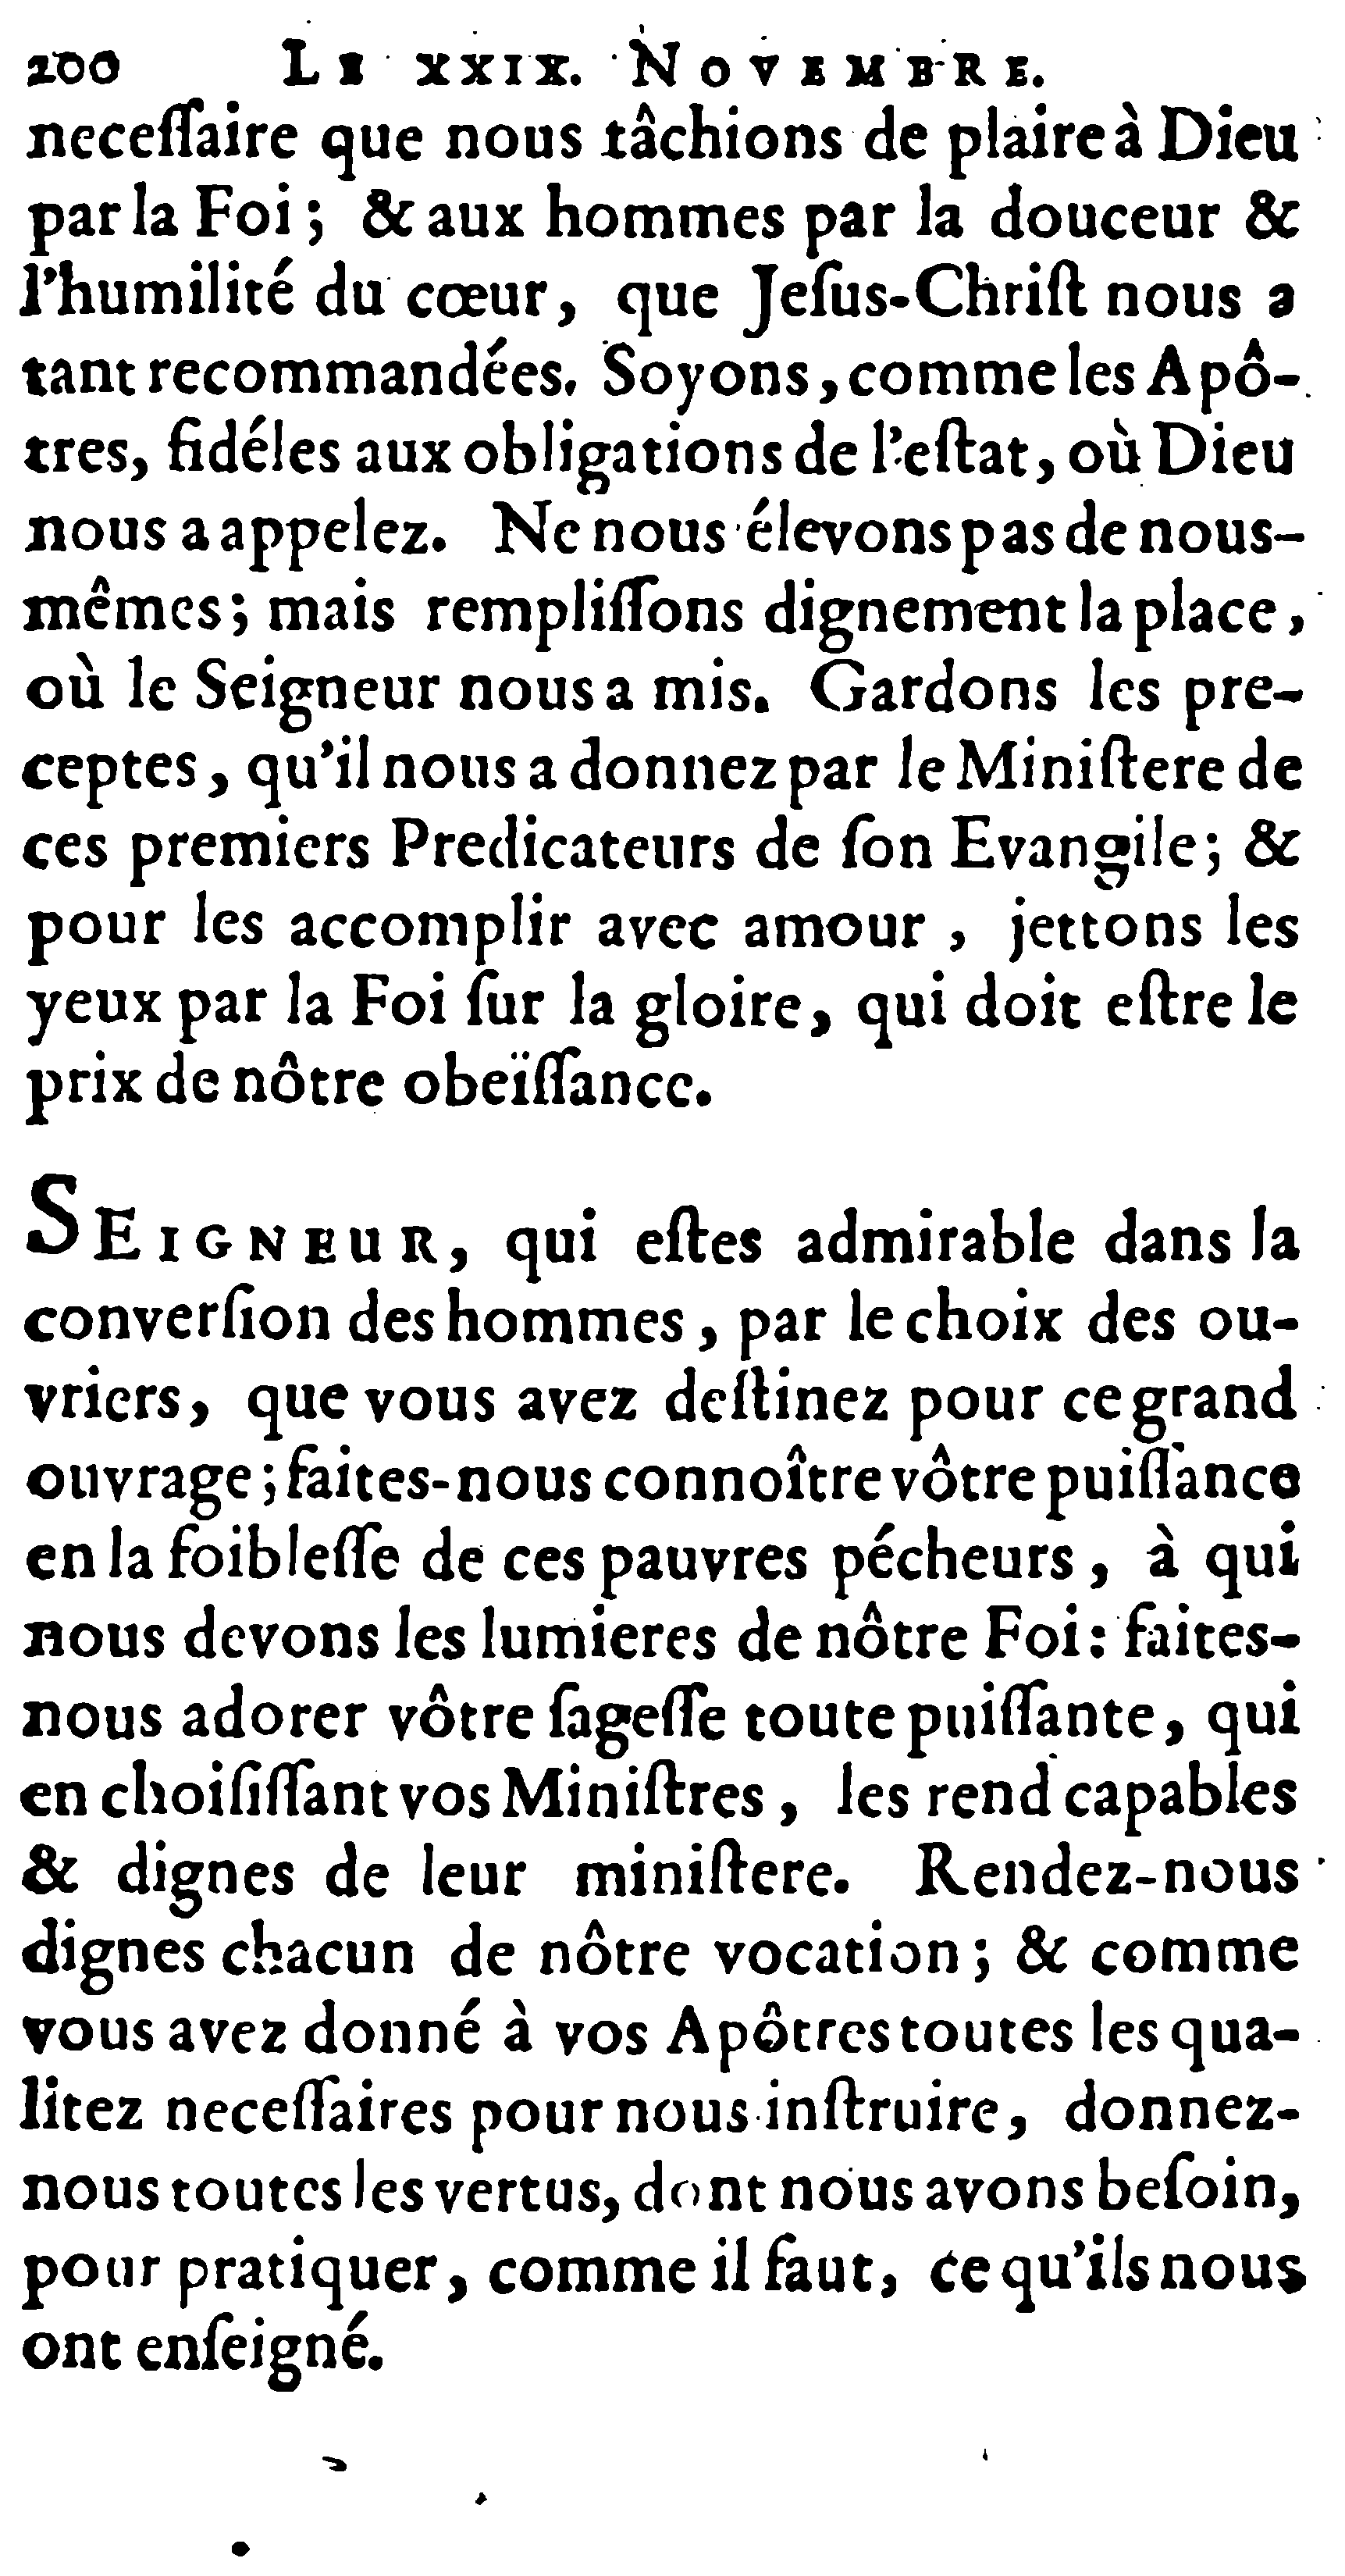 200 LE XXIX. NOVEMBRE.
neceſſaire que nous tâchions de plaire à Dieu
par la Foi ; & aux hommes par la douceur &
l'humilité du cœur, que Jeſus-Chriſt nous a
tant recommandées. Soyons, comme les Apô-
tres, fidéles aux obligations de l'eſtat, où Dieu
nous a appelez. Ne nous élevons pas de nous-
mêmes ; mais rempliſſons dignement la place,
où le Seigneur nous a mis. Gardons les pre-
ceptes, qu'il nous a donnez par le Miniſtere de
ces premiers Predicateurs de ſon Evangile ; &
pour les accomplir avec amour, jettons les
yeux par la Foi ſur la gloire, qui doit eſtre le
prix de nôtre obeïſſance.
SEIGNEUR, qui eſtes admirable dans la
converſion des hommes, par le choix des ou-
vriers, que vous avez deſtinez pour ce grand
ouvrage ; faites-nous connoître vôtre puiſſance
en la foibleſſe de ces pauvres pécheurs, à qui
nous devons les lumieres de nôtre Foi : faites-
nous adorer vôtre ſageſſe toute puiſſante, qui
en choiſiſſant vos Miniſtres, les rend capables
& dignes de leur miniſtere. Rendez-nous
dignes chacun de nôtre vocation ; & comme
vous avez donné à vos Apôtres toutes les qua-
litez neceſſaires pour nous inſtruire, donnez-
nous toutes les vertus, dont nous avons beſoin,
pour pratiquer, comme il faut, ce qu'ils nous
ont enſeigné.